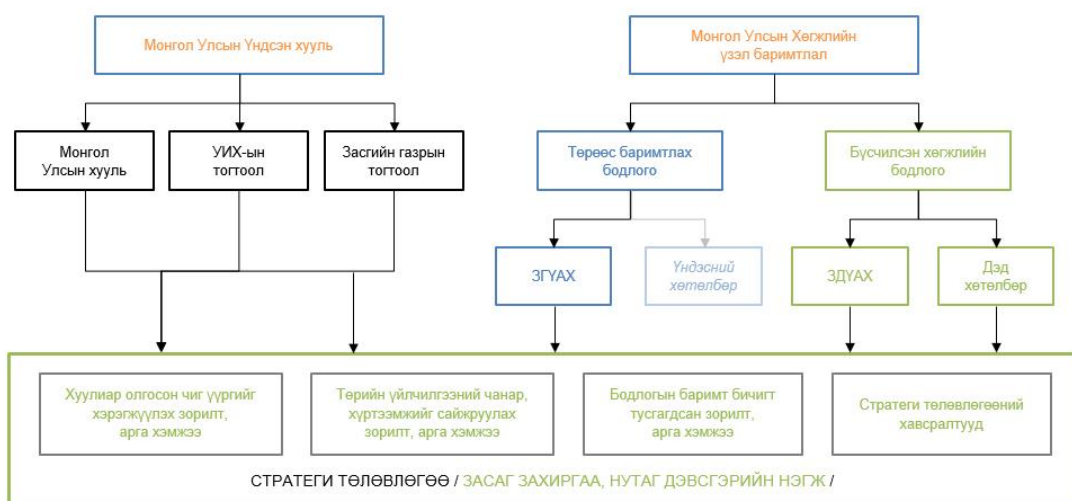 Монгол Улсын Үндсэн хууль
Монгол Улсын Хөгжлийн
үзэл баримтлал
Монгол
Улсын хууль
УИХ-ын
тогтоол
Засгийн газрын
тогтоол
Төрөөс баримтлах
бодлого
Бүсчилсэн хөгжлийн
бодлого
ЗГҮАХ
Үндэсний
хөтөлбөр
ЗДҮАХ
Дэд
хөтөлбөр
Хуулиар олгосон чиг үүргийг
хэрэгжүүлэх зорилт,
арга хэмжээ
Төрийн үйлчилгээний чанар,
хүртээмжийг сайжруулах
зорилт, арга хэмжээ
Бодлогын баримт бичигт
тусгагдсан зорилт,
арга хэмжээ
Стратеги төлөвлөгөөний
хавсралтууд
СТРАТЕГИ ТӨЛӨВЛӨГӨӨ / ЗАСАГ ЗАХИРГАА, НУТАГ ДЭВСГЭРИЙН НЭГЖ /